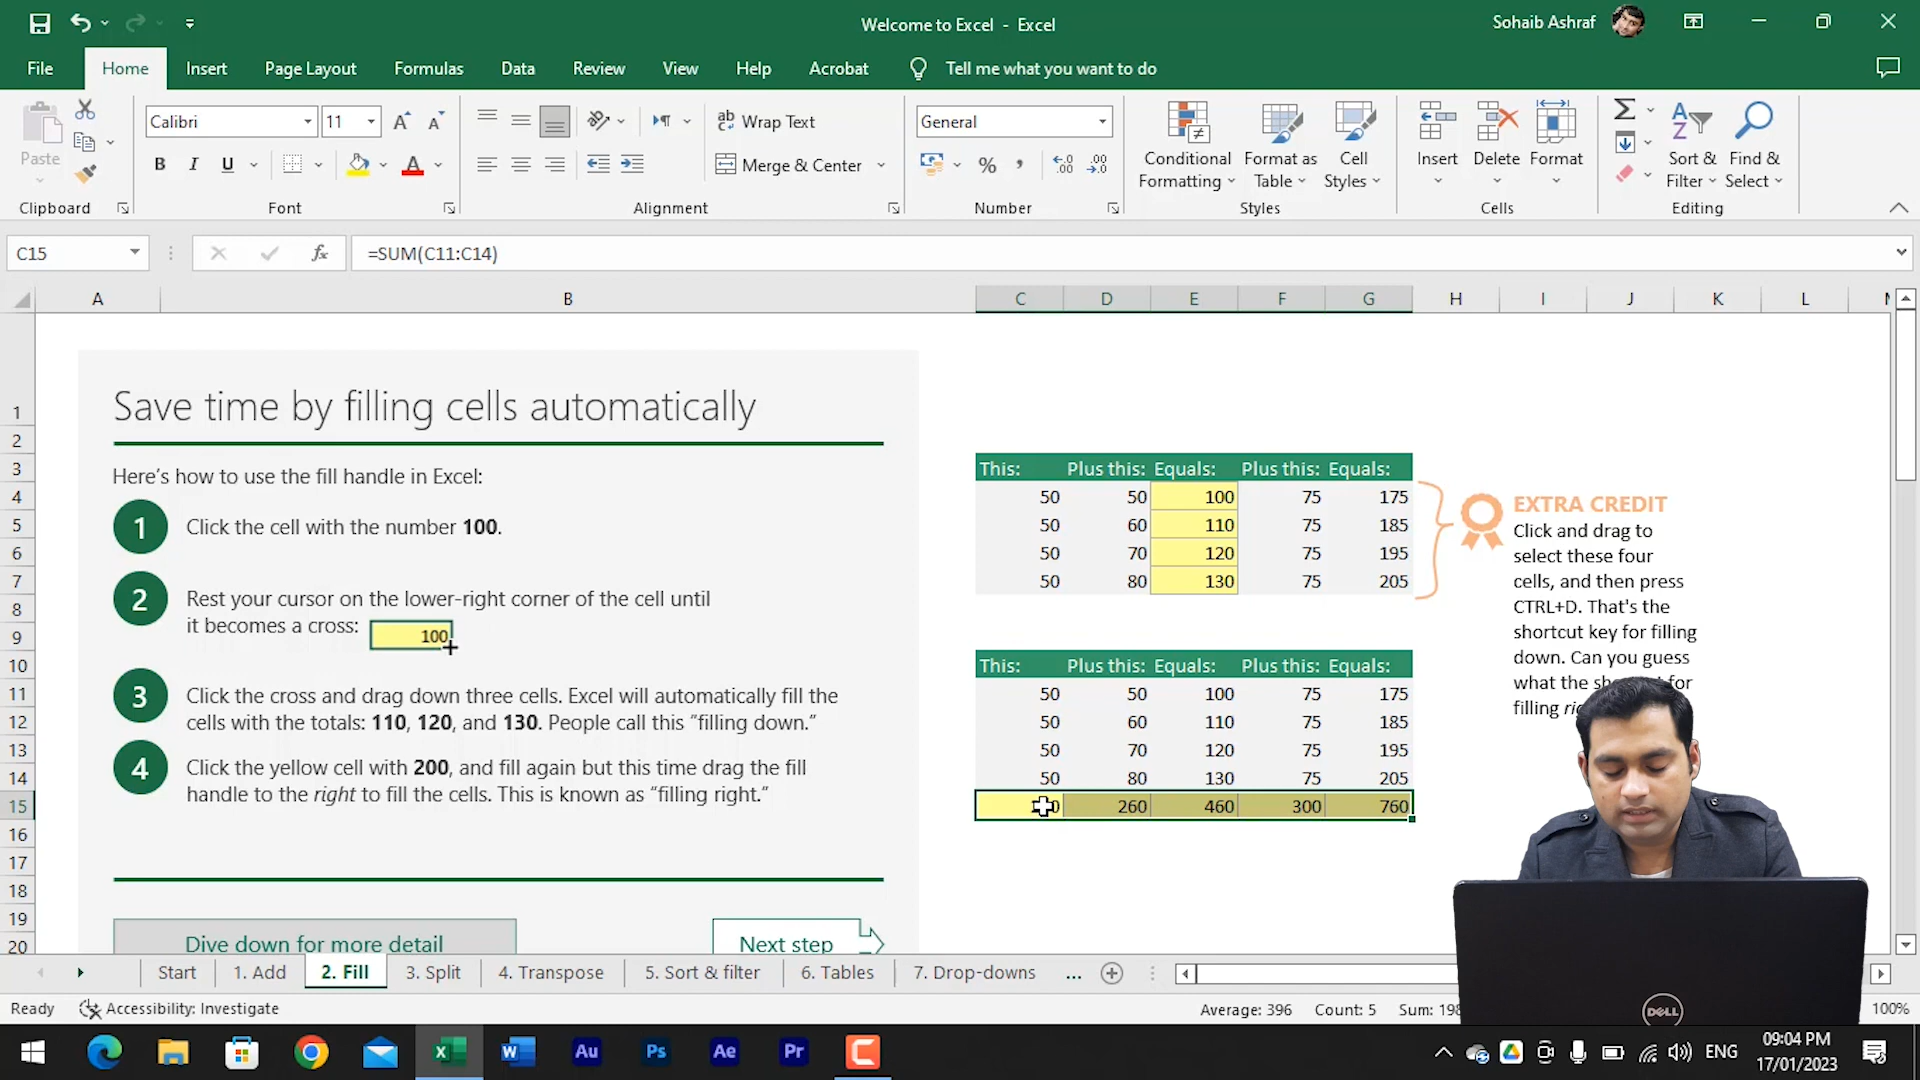 Welcome to Excel - Excel
Sohaib Ashraf
File Home Insert Page Layout Formulas Data Review View Help Acrobat Tell me what you want to do
Paste
Clipboard
Calibri 11
B I U
Font
Wrap Text
Merge & Center
Alignment
General
Number
Conditional Formatting
Format as Table
Cell Styles
Styles
Insert Delete Format
Cells
Sort & Filter
Find & Select
Editing
C15 fx =SUM(C11:C14)
A B C D E F G H I J K L
1
2
3
4
5
6
7
8
9
10
11
12
13
14
15
16
17
18
19
20
Save time by filling cells automatically
Here's how to use the fill handle in Excel:
1 Click the cell with the number 100.
2 Rest your cursor on the lower-right corner of the cell until
it becomes a cross: 100
3 Click the cross and drag down three cells. Excel will automatically fill the
cells with the totals: 110, 120, and 130. People call this “filling down.”
4 Click the yellow cell with 200, and fill again but this time drag the fill
handle to the right to fill the cells. This is known as “filling right.”
Dive down for more detail
Next step
This: Plus this: Equals: Plus this: Equals:
50 50 100 75 175
50 60 110 75 185
50 70 120 75 195
50 80 130 75 205
This: Plus this: Equals: Plus this: Equals:
50 50 100 75 175
50 60 110 75 185
50 70 120 75 195
50 80 130 75 205
260 460 300 760
EXTRA CREDIT
Click and drag to
select these four
cells, and then press
CTRL+D. That's the
shortcut key for filling
down. Can you guess
what the for
filling
Start 1. Add 2. Fill 3. Split 4. Transpose 5. Sort & filter 6. Tables 7. Drop-downs ...
Ready Accessibility: Investigate Average: 396 Count: 5 Sum: 100%
DELL
Au Ps Ae Pr
ENG
09:04 PM
17/01/2023